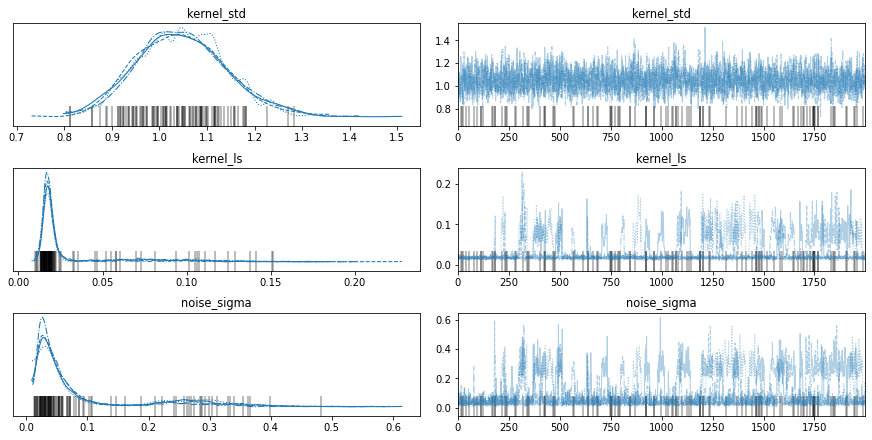 kernel_std kernel_std
1.4
1.2
1.0
0.8
0.7 0.8 0.9 1.0 1.1 1.2 1.3 1.4 1.5 0 250 500 750 1000 1250 1500 1750
kernel_ls kernel_ls
0.2
0.1
0.0
0.00 0.05 0.10 0.15 0.20 0 250 500 750 1000 1250 1500 1750
noise_sigma noise_sigma
0.6
0.4
0.2
0.0
0.0 0.1 0.2 0.3 0.4 0.5 0.6 0 250 500 750 1000 1250 1500 1750